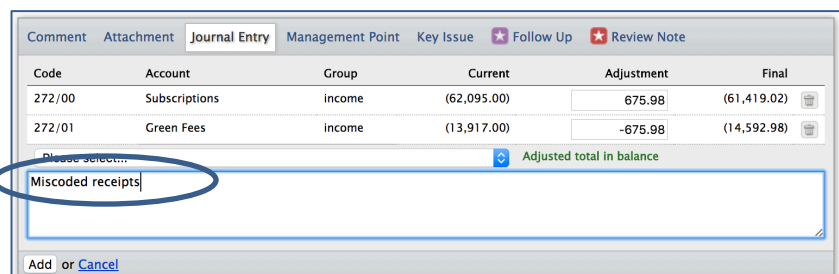 Comment Attachment Journal Entry Management Point Key Issue Follow Up Review Note
Code Account Group Current Adjustment Final
272/00 Subscriptions income (62,095.00) 675.98 (61,419.02)
272/01 Green Fees income (13,917.00) -675.98 (14,592.98)
Please select... Adjusted total in balance
Miscoded receipts
Add or Cancel